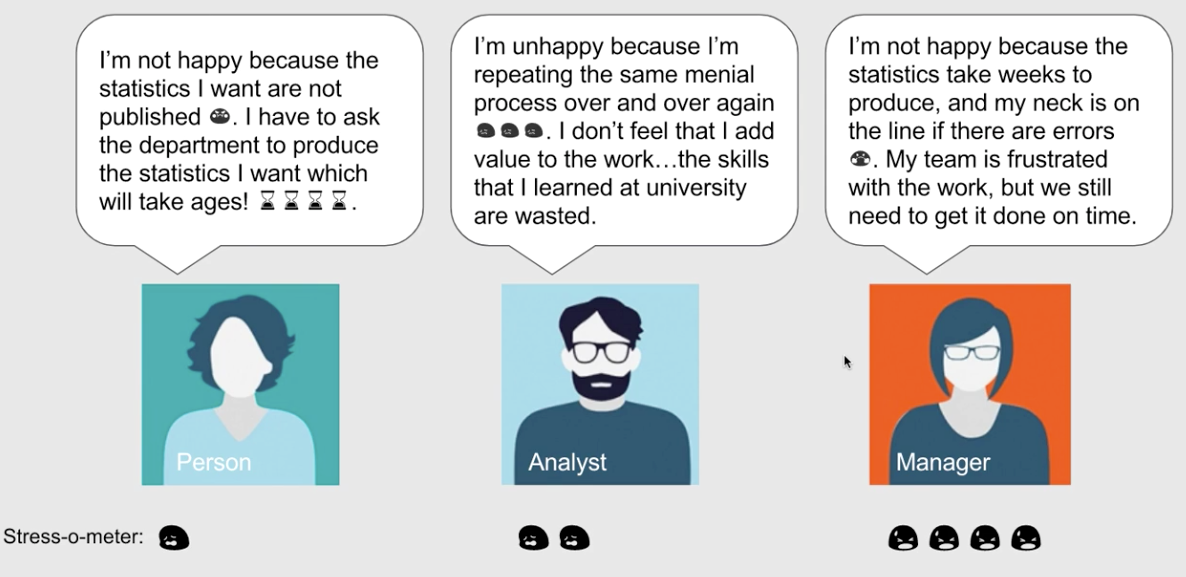 I'm not happy because the
statistics I want are not
published 😡. I have to ask
the department to produce
the statistics I want which
will take ages! ⏳⏳⏳⏳.
I'm unhappy because I'm
repeating the same menial
process over and over again
. I don't feel that I add
value to the work…the skills
that I learned at university
are wasted.
I'm not happy because the
statistics take weeks to
produce, and my neck is on
the line if there are errors
. My team is frustrated
with the work, but we still
need to get it done on time.
Person
Analyst
Manager
Stress-o-meter: